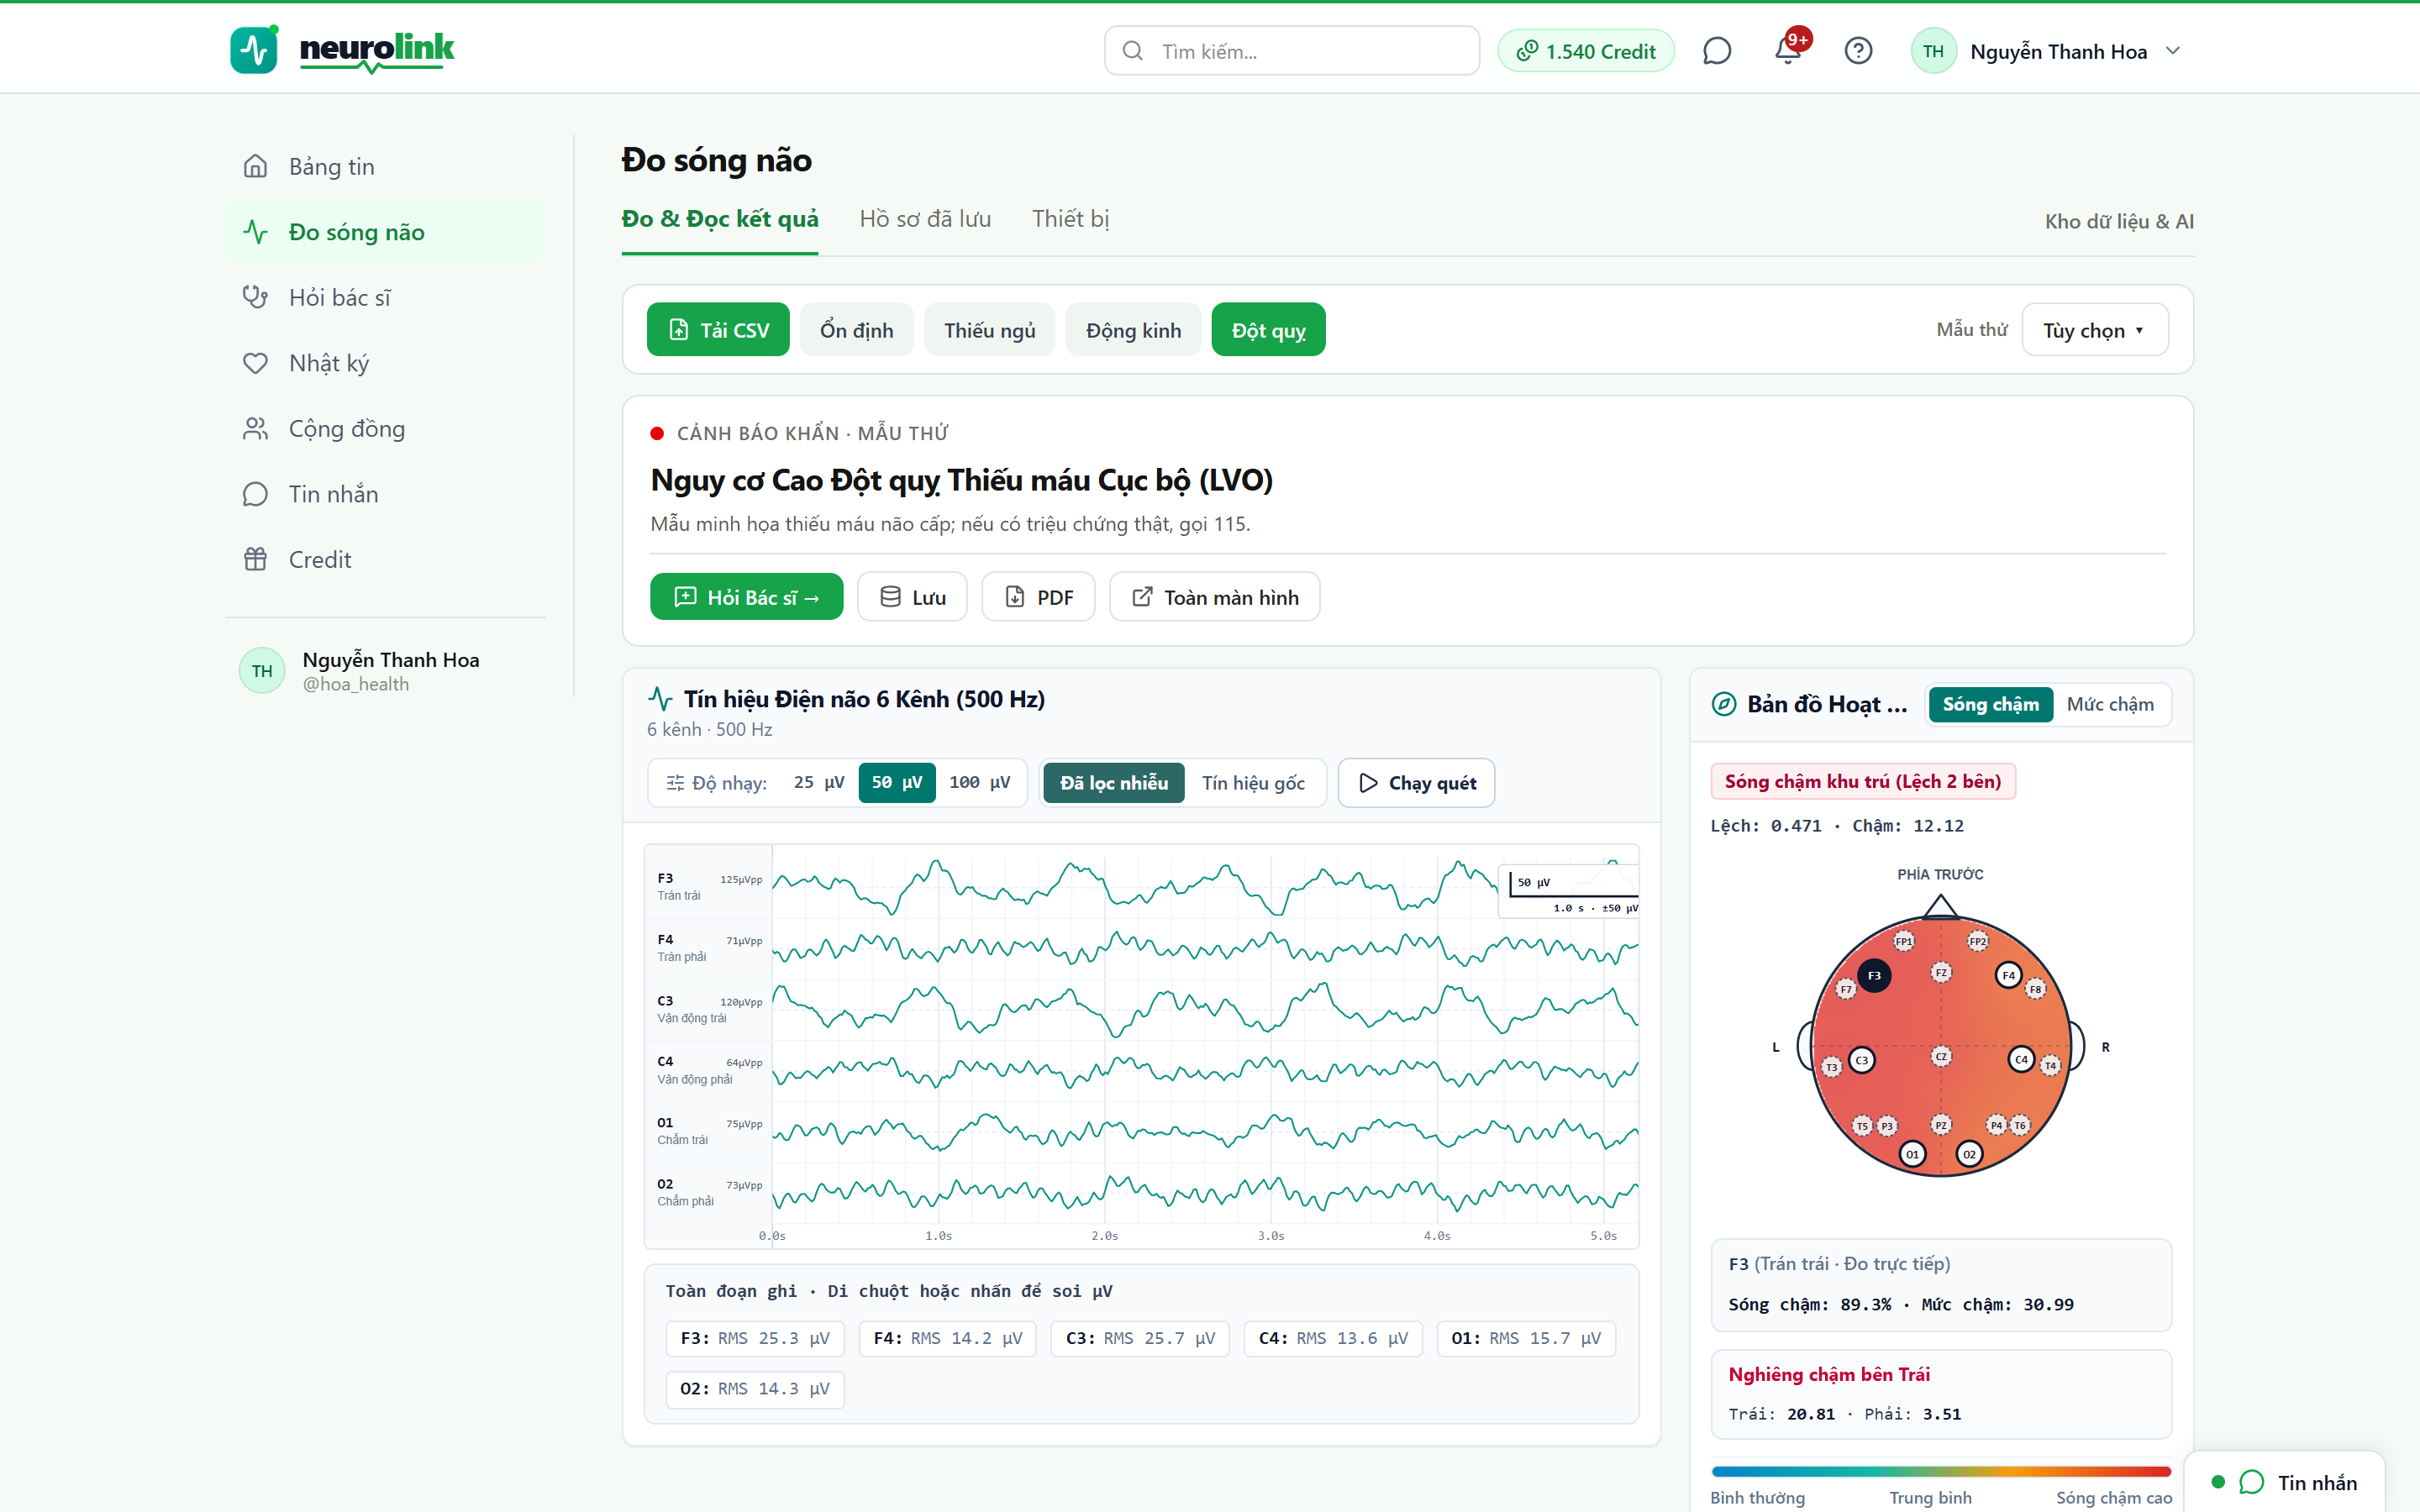 neurolink
Tìm kiếm...
1.540 Credit
9+
TH
Nguyễn Thanh Hoa
Bảng tin
Đo sóng não
Hỏi bác sĩ
Nhật ký
Cộng đồng
Tin nhắn
Credit
TH
Nguyễn Thanh Hoa
@hoa_health
Đo sóng não
Đo & Đọc kết quả
Hồ sơ đã lưu
Thiết bị
Kho dữ liệu & AI
Tải CSV
Ổn định
Thiếu ngủ
Động kinh
Đột quỵ
Mẫu thử
Tùy chọn ▾
CẢNH BÁO KHẨN · MẪU THỬ
Nguy cơ Cao Đột quỵ Thiếu máu Cục bộ (LVO)
Mẫu minh họa thiếu máu não cấp; nếu có triệu chứng thật, gọi 115.
Hỏi Bác sĩ →
Lưu
PDF
Toàn màn hình
Tín hiệu Điện não 6 Kênh (500 Hz)
6 kênh · 500 Hz
Độ nhạy:
25 µV
50 µV
100 µV
Đã lọc nhiễu
Tín hiệu gốc
Chạy quét
F3
125µVpp
Trán trái
F4
71µVpp
Trán phải
C3
120µVpp
Vận động trái
C4
64µVpp
Vận động phải
O1
75µVpp
Chẩm trái
O2
73µVpp
Chẩm phải
50 µV
1.0 s · ±50 µV
0.0s
1.0s
2.0s
3.0s
4.0s
5.0s
Toàn đoạn ghi · Di chuột hoặc nhấn để soi µV
F3: RMS 25.3 µV
F4: RMS 14.2 µV
C3: RMS 25.7 µV
C4: RMS 13.6 µV
O1: RMS 15.7 µV
O2: RMS 14.3 µV
Bản đồ Hoạt ...
Sóng chậm
Mức chậm
Sóng chậm khu trú (Lệch 2 bên)
Lệch: 0.471 · Chậm: 12.12
PHÍA TRƯỚC
FP1
FP2
F7
F3
FZ
F4
F8
L
R
T3
C3
CZ
C4
T4
T5
P3
PZ
P4
T6
O1
O2
F3 (Trán trái · Đo trực tiếp)
Sóng chậm: 89.3% · Mức chậm: 30.99
Nghiêng chậm bên Trái
Trái: 20.81 · Phải: 3.51
Bình thường
Trung bình
Sóng chậm cao
Tin nhắn